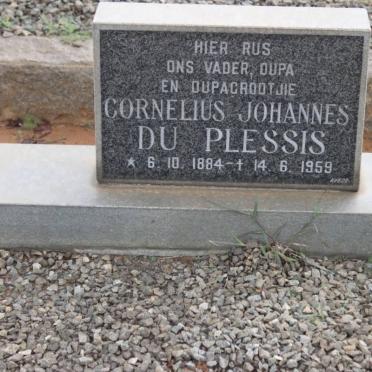 HIER RUS
ONS VADER, OUPA
EN OUPAGROOTJIE
CORNELIUS JOHANNES
DU PLESSIS
* 6. 10. 1884 - † 14. 6. 1959